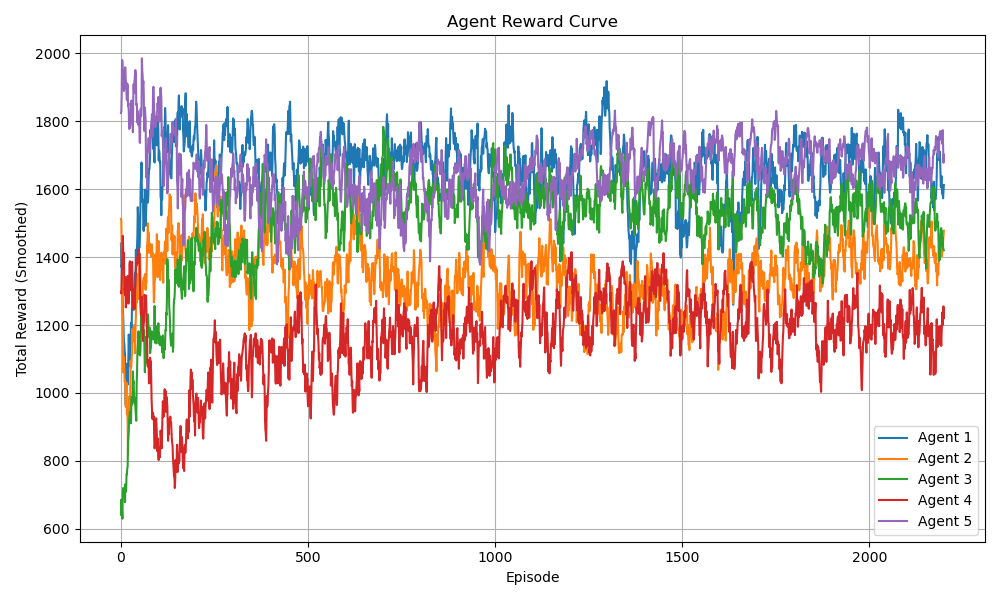 Agent Reward Curve
Total Reward (Smoothed)
2000
1800
1600
1400
1200
1000
800
600
0
500
1000
1500
2000
Episode
Agent 1
Agent 2
Agent 3
Agent 4
Agent 5